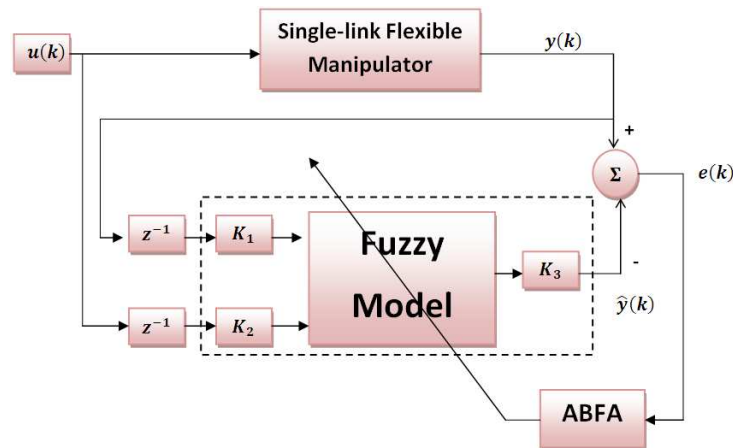 u(k)
Single-link Flexible
Manipulator
y(k)
+
Σ
e(k)
z⁻¹
K₁
Fuzzy
Model
K₃
-
ŷ(k)
z⁻¹
K₂
ABFA